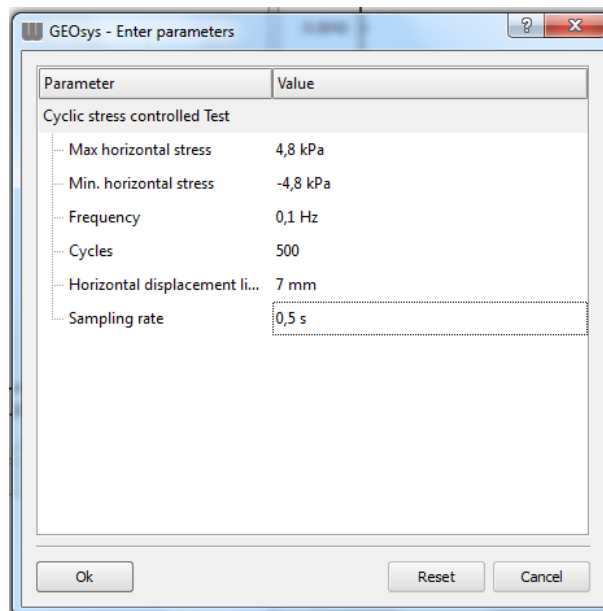 GEOsys - Enter parameters
Parameter Value
Cyclic stress controlled Test
Max horizontal stress 4,8 kPa
Min. horizontal stress -4,8 kPa
Frequency 0,1 Hz
Cycles 500
Horizontal displacement li... 7 mm
Sampling rate 0,5 s
Ok Reset Cancel